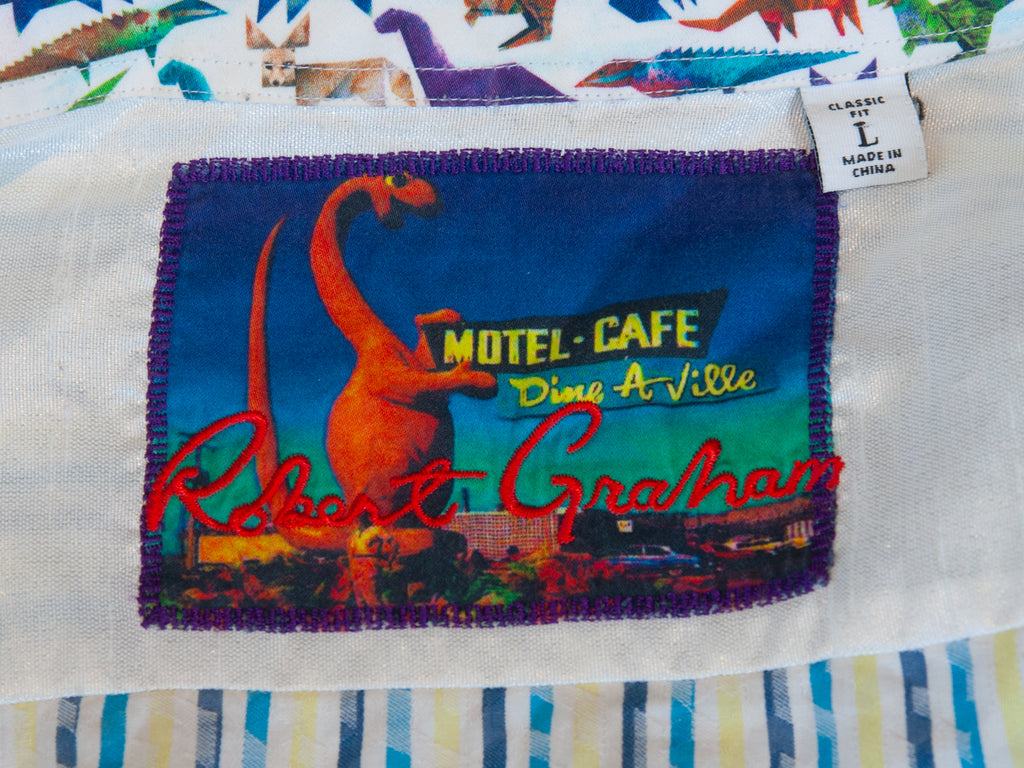 CLASSIC
FIT
L
MADE IN
CHINA
MOTEL - CAFE
Dine A Ville
Robert Graham